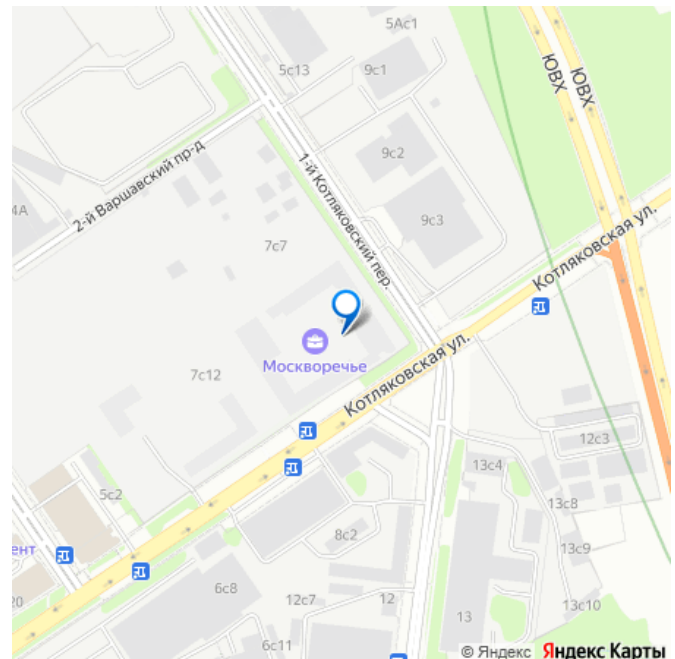 5Ас1
5с13
9с1
ЮВХ
ЮВХ
9с2
2-й Варшавский пр-д
1-й Котляковский пер.
4А
9с3
Котляковская ул.
7с7
Москворечье
7с12
Котляковская ул.
12с3
13с4
5с2
13с8
8с2
ент
13с9
6с8
20
12с7
12
13
13с10
6с11
© Яндекс Яндекс Карты